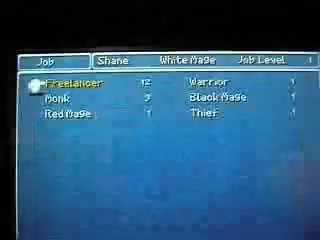 Job Shane White Mage Job Level 1
Freelancer 12 Warrior 1
Monk 3 Black Mage 1
Red Mage 1 Thief 1